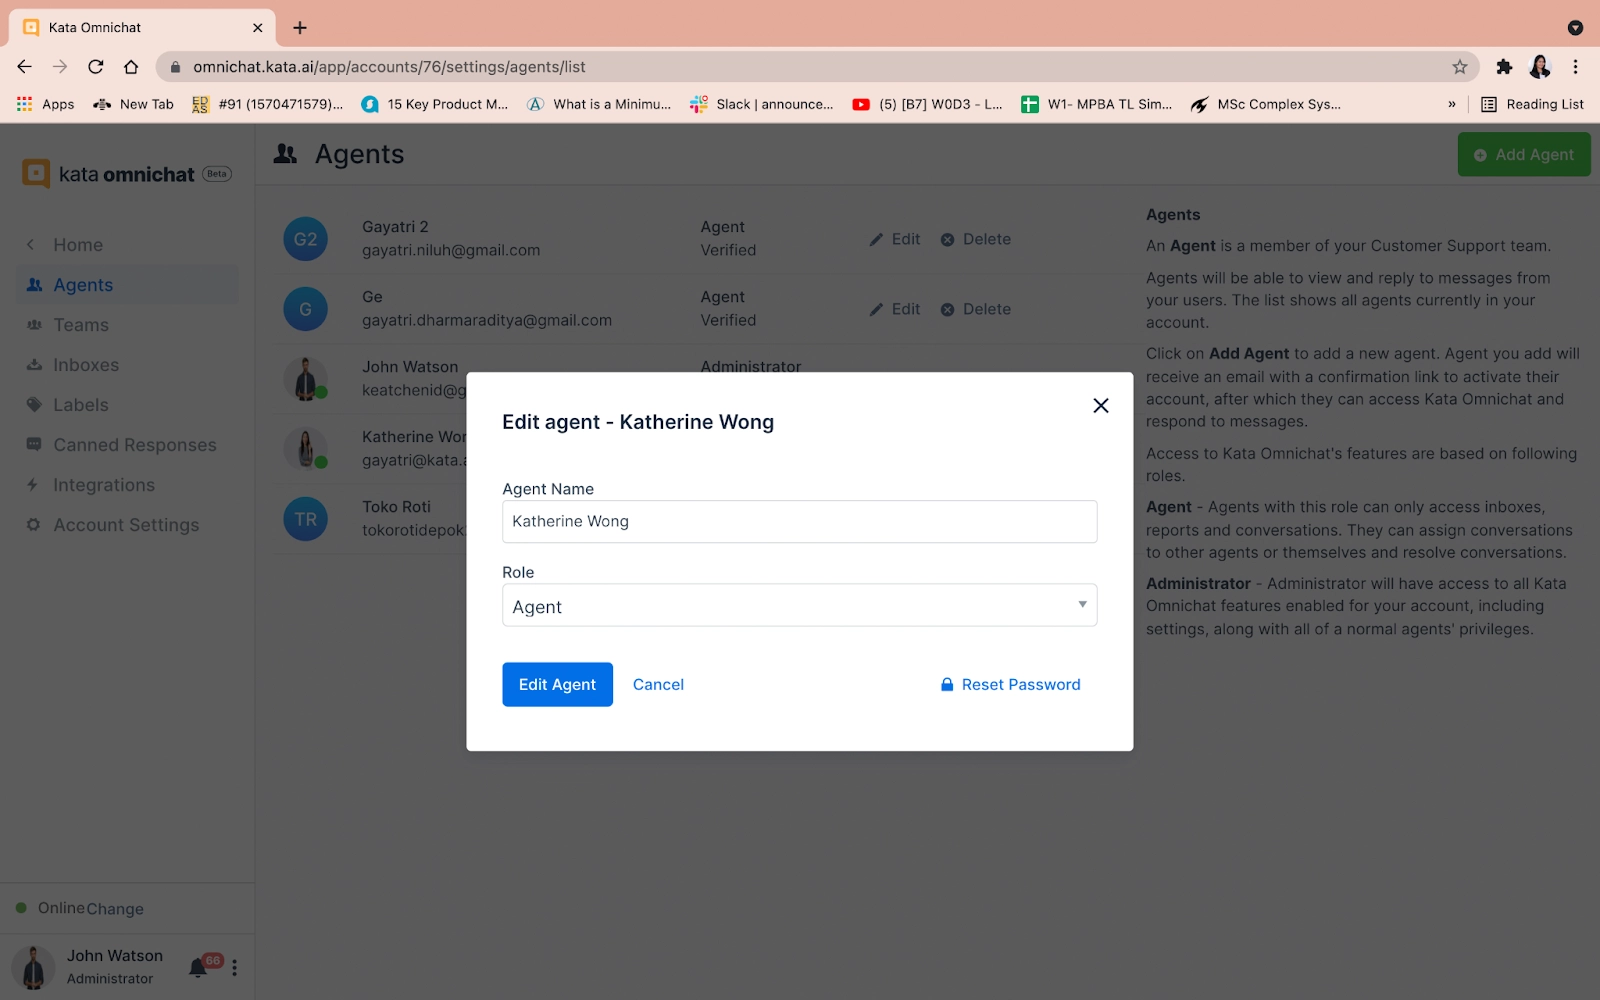 Kata Omnichat
omnichat.kata.ai/app/accounts/76/settings/agents/list
Apps
New Tab
EDAS
#91 (1570471579)...
15 Key Product M...
What is a Minimu...
Slack | announce...
(5) [B7] W0D3 - L...
W1- MPBA TL Sim...
MSc Complex Sys...
»
Reading List
kata omnichat Beta
Home
Agents
Teams
Inboxes
Labels
Canned Responses
Integrations
Account Settings
Online Change
John Watson
Administrator
66
Agents
Add Agent
G2
Gayatri 2
gayatri.niluh@gmail.com
Agent
Verified
Edit
Delete
G
Ge
gayatri.dharmaraditya@gmail.com
Agent
Verified
Edit
Delete
John Watson
keatchenid@g
Administrator
Katherine Wor
gayatri@kata.a
TR
Toko Roti
tokorotidepok
Edit agent - Katherine Wong
Agent Name
Katherine Wong
Role
Agent
Edit Agent
Cancel
Reset Password
Agents
An Agent is a member of your Customer Support team.
Agents will be able to view and reply to messages from
your users. The list shows all agents currently in your
account.
Click on Add Agent to add a new agent. Agent you add will
receive an email with a confirmation link to activate their
account, after which they can access Kata Omnichat and
respond to messages.
Access to Kata Omnichat's features are based on following
roles.
Agent - Agents with this role can only access inboxes,
reports and conversations. They can assign conversations
to other agents or themselves and resolve conversations.
Administrator - Administrator will have access to all Kata
Omnichat features enabled for your account, including
settings, along with all of a normal agents' privileges.